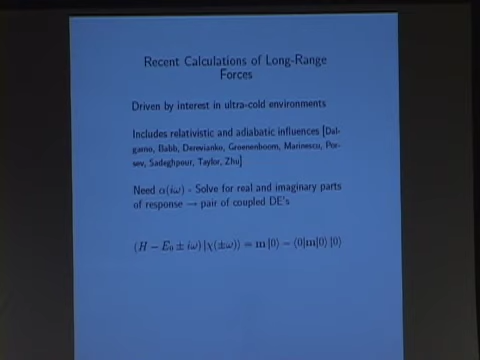 Recent Calculations of Long-Range
Forces
Driven by interest in ultra-cold environments
Includes relativistic and adiabatic influences [Dal-
garno, Babb, Derevianko, Groenenboom, Marinescu, Por-
sev, Sadeghpour, Taylor, Zhu]
Need α(iω) - Solve for real and imaginary parts
of response → pair of coupled DE's
(H − E₀ ± iω) |χ(±ω)⟩ = m |0⟩ − ⟨0|m|0⟩ |0⟩